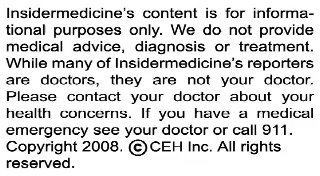 Insidermedicine's content is for informa-
tional purposes only. We do not provide
medical advice, diagnosis or treatment.
While many of Insidermedicine's reporters
are doctors, they are not your doctor.
Please contact your doctor about your
health concerns. If you have a medical
emergency see your doctor or call 911.
Copyright 2008. ©CEH Inc. All rights
reserved.